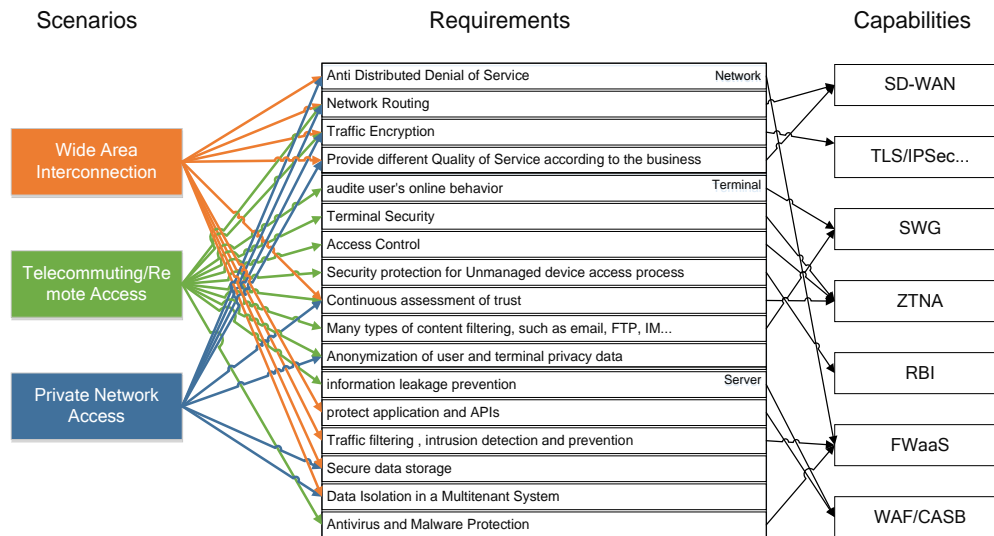 Scenarios
Requirements
Capabilities
Wide Area
Interconnection
Telecommuting/Re
mote Access
Private Network
Access
Anti Distributed Denial of Service
Network
Network Routing
Traffic Encryption
Provide different Quality of Service according to the business
audite user's online behavior
Terminal
Terminal Security
Access Control
Security protection for Unmanaged device access process
Continuous assessment of trust
Many types of content filtering, such as email, FTP, IM...
Anonymization of user and terminal privacy data
information leakage prevention
Server
protect application and APIs
Traffic filtering , intrusion detection and prevention
Secure data storage
Data Isolation in a Multitenant System
Antivirus and Malware Protection
SD-WAN
TLS/IPSec...
SWG
ZTNA
RBI
FWaaS
WAF/CASB